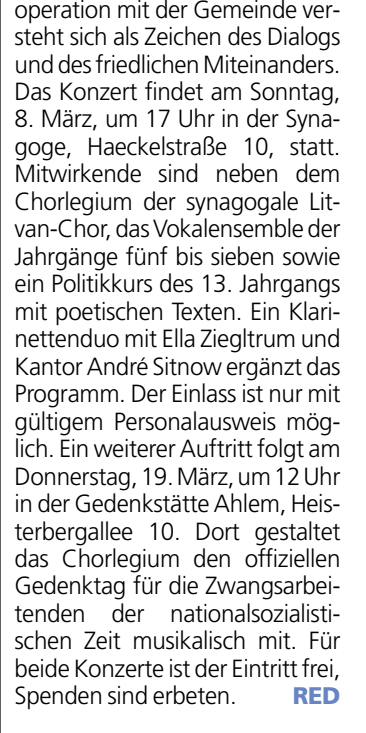 operation mit der Gemeinde ver-
steht sich als Zeichen des Dialogs
und des friedlichen Miteinanders.
Das Konzert findet am Sonntag,
8. März, um 17 Uhr in der Syna-
goge, Haeckelstraße 10, statt.
Mitwirkende sind neben dem
Chorlegium der synagogale Lit-
van-Chor, das Vokalensemble der
Jahrgänge fünf bis sieben sowie
ein Politikkurs des 13. Jahrgangs
mit poetischen Texten. Ein Klari-
nettenduo mit Ella Ziegltrum und
Kantor André Sitnow ergänzt das
Programm. Der Einlass ist nur mit
gültigem Personalausweis mög-
lich. Ein weiterer Auftritt folgt am
Donnerstag, 19. März, um 12 Uhr
in der Gedenkstätte Ahlem, Heis-
terbergallee 10. Dort gestaltet
das Chorlegium den offiziellen
Gedenktag für die Zwangsarbei-
tenden der nationalsozialisti-
schen Zeit musikalisch mit. Für
beide Konzerte ist der Eintritt frei,
Spenden sind erbeten. RED